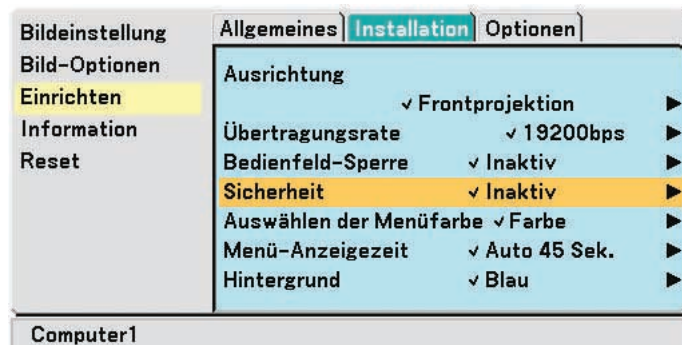 Bildeinstellung
Bild-Optionen
Einrichten
Information
Reset
Allgemeines Installation Optionen
Ausrichtung
✓ Frontprojektion ▶
Übertragungsrate ✓ 19200bps ▶
Bedienfeld-Sperre ✓ Inaktiv ▶
Sicherheit ✓ Inaktiv ▶
Auswählen der Menüfarbe ✓ Farbe ▶
Menü-Anzeigezeit ✓ Auto 45 Sek. ▶
Hintergrund ✓ Blau ▶
Computer1